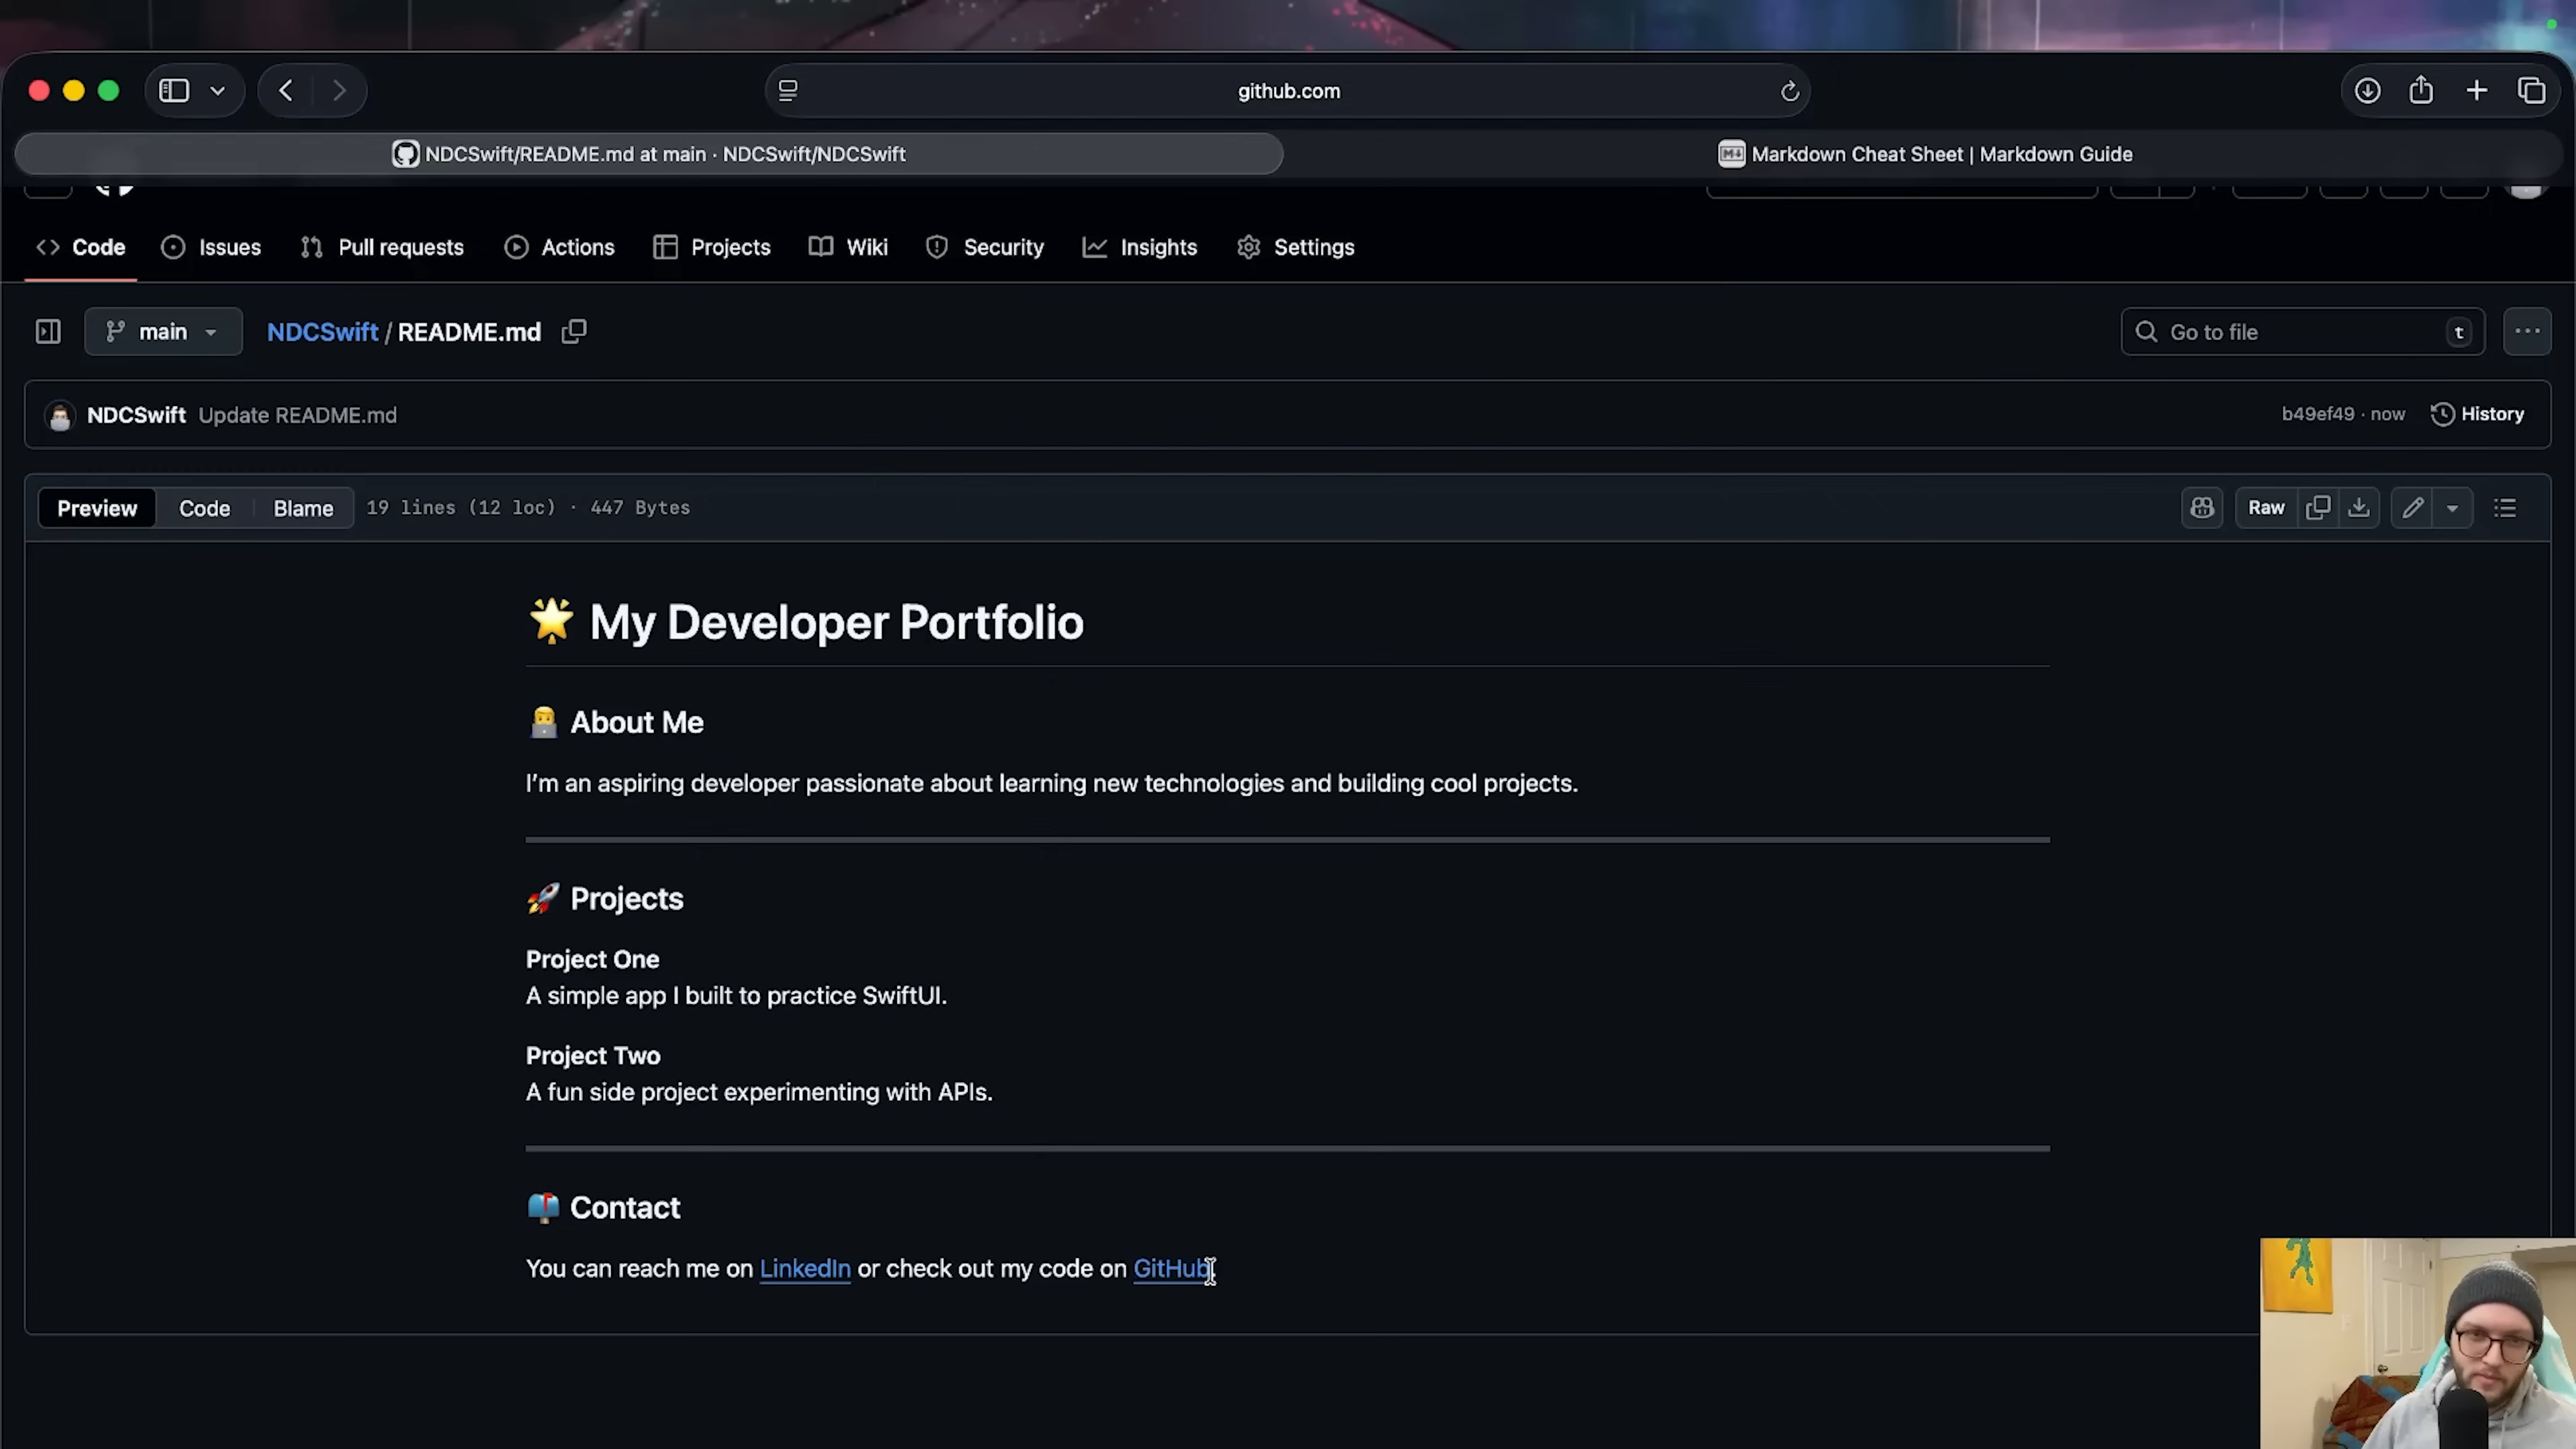 github.com
NDCSwift/README.md at main · NDCSwift/NDCSwift
Markdown Cheat Sheet | Markdown Guide
Code Issues Pull requests Actions Projects Wiki Security Insights Settings
main NDCSwift / README.md Go to file t
NDCSwift Update README.md b49ef49 · now History
Preview Code Blame 19 lines (12 loc) · 447 Bytes Raw
🌟 My Developer Portfolio
👨‍💻 About Me
I’m an aspiring developer passionate about learning new technologies and building cool projects.
🚀 Projects
Project One
A simple app I built to practice SwiftUI.
Project Two
A fun side project experimenting with APIs.
📫 Contact
You can reach me on LinkedIn or check out my code on GitHub.